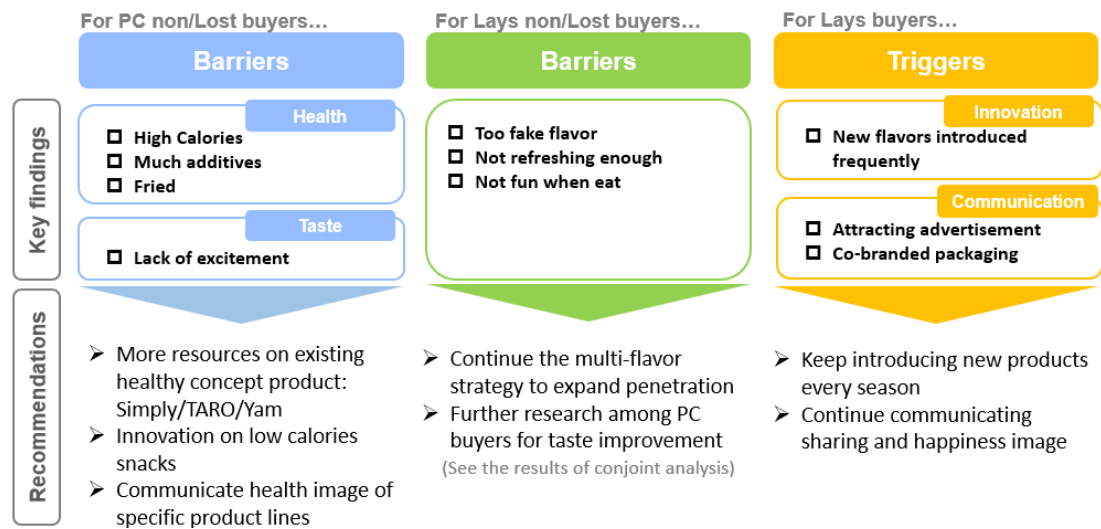 For PC non/Lost buyers…
Barriers
For Lays non/Lost buyers…
Barriers
For Lays buyers…
Triggers
Key findings
Health
High Calories
Much additives
Fried
Taste
Lack of excitement
Too fake flavor
Not refreshing enough
Not fun when eat
Innovation
New flavors introduced
frequently
Communication
Attracting advertisement
Co-branded packaging
Recommendations
More resources on existing
healthy concept product:
Simply/TARO/Yam
Innovation on low calories
snacks
Communicate health image of
specific product lines
Continue the multi-flavor
strategy to expand penetration
Further research among PC
buyers for taste improvement
(See the results of conjoint analysis)
Keep introducing new products
every season
Continue communicating
sharing and happiness image